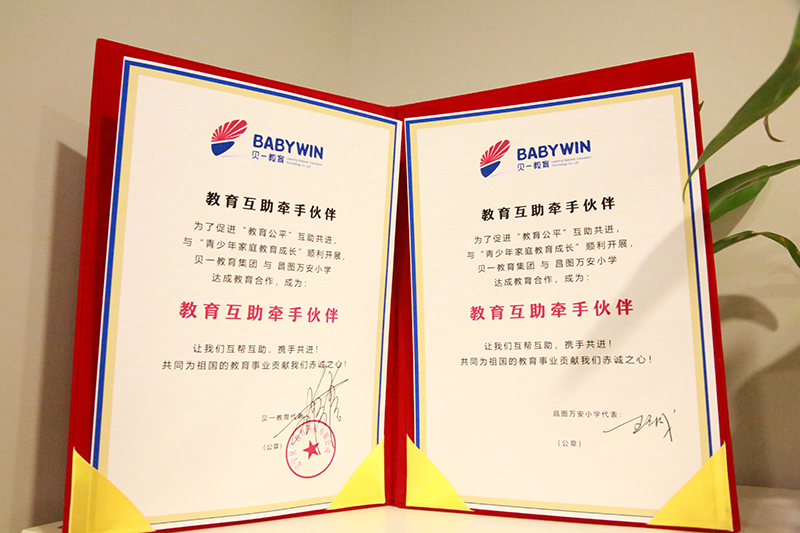 BABYWIN
贝一教育
教育互助牵手伙伴
为了促进“教育公平”互助共进，
与“青少年家庭教育成长”顺利开展，
贝一教育集团 与 昌图万安小学
达成教育合作，成为：
教育互助牵手伙伴
让我们互帮互助，携手共进！
共同为祖国的教育事业贡献我们赤诚之心！
贝一教育代表
（公章）
BABYWIN
贝一教育
教育互助牵手伙伴
为了促进“教育公平”互助共进，
与“青少年家庭教育成长”顺利开展，
贝一教育集团 与 昌图万安小学
达成教育合作，成为：
教育互助牵手伙伴
让我们互帮互助，携手共进！
共同为祖国的教育事业贡献我们赤诚之心！
昌图万安小学代表：
（公章）